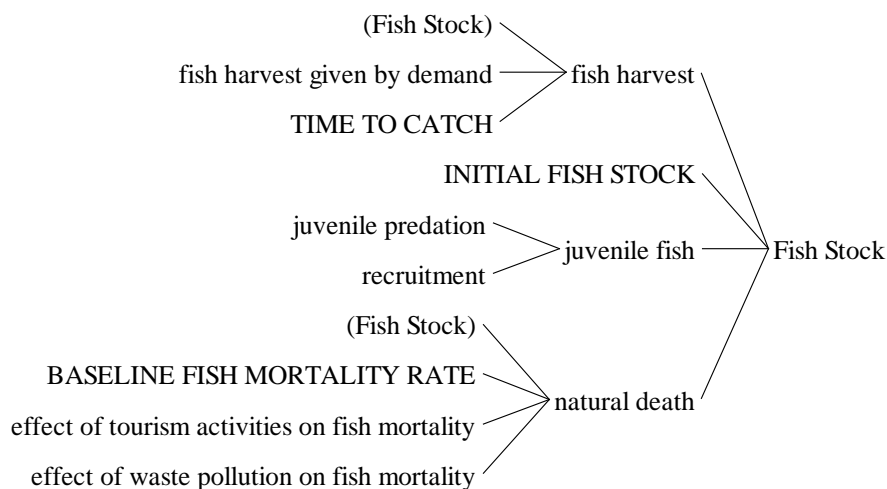 (Fish Stock)
fish harvest given by demand
fish harvest
TIME TO CATCH
INITIAL FISH STOCK
juvenile predation
juvenile fish
Fish Stock
recruitment
(Fish Stock)
BASELINE FISH MORTALITY RATE
natural death
effect of tourism activities on fish mortality
effect of waste pollution on fish mortality